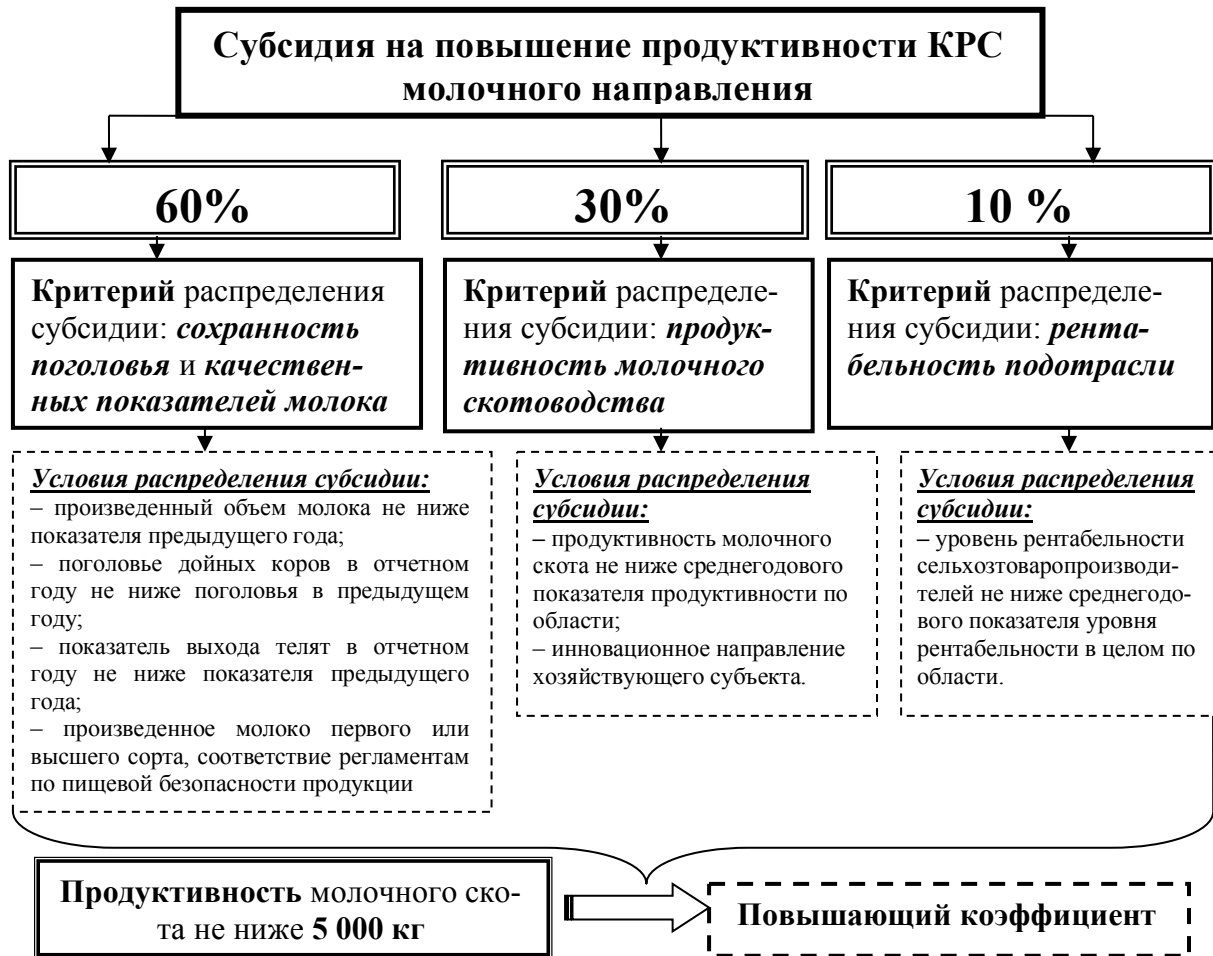 Субсидия на повышение продуктивности КРС
молочного направления
60%
30%
10 %
Критерий распределения
субсидии: сохранность
поголовья и качествен-
ных показателей молока
Критерий распределе-
ния субсидии: продук-
тивность молочного
скотоводства
Критерий распределе-
ния субсидии: рента-
бельность подотрасли
Условия распределения субсидии:
– произведенный объем молока не ниже
показателя предыдущего года;
– поголовье дойных коров в отчетном
году не ниже поголовья в предыдущем
году;
– показатель выхода телят в отчетном
году не ниже показателя предыдущего
года;
– произведенное молоко первого или
высшего сорта, соответствие регламентам
по пищевой безопасности продукции
Условия распределения
субсидии:
– продуктивность молочного
скота не ниже среднегодового
показателя продуктивности по
области;
– инновационное направление
хозяйствующего субъекта.
Условия распределения
субсидии:
– уровень рентабельности
сельхозтоваропроизводи-
телей не ниже среднегодо-
вого показателя уровня
рентабельности в целом по
области.
Продуктивность молочного ско-
та не ниже 5 000 кг
Повышающий коэффициент